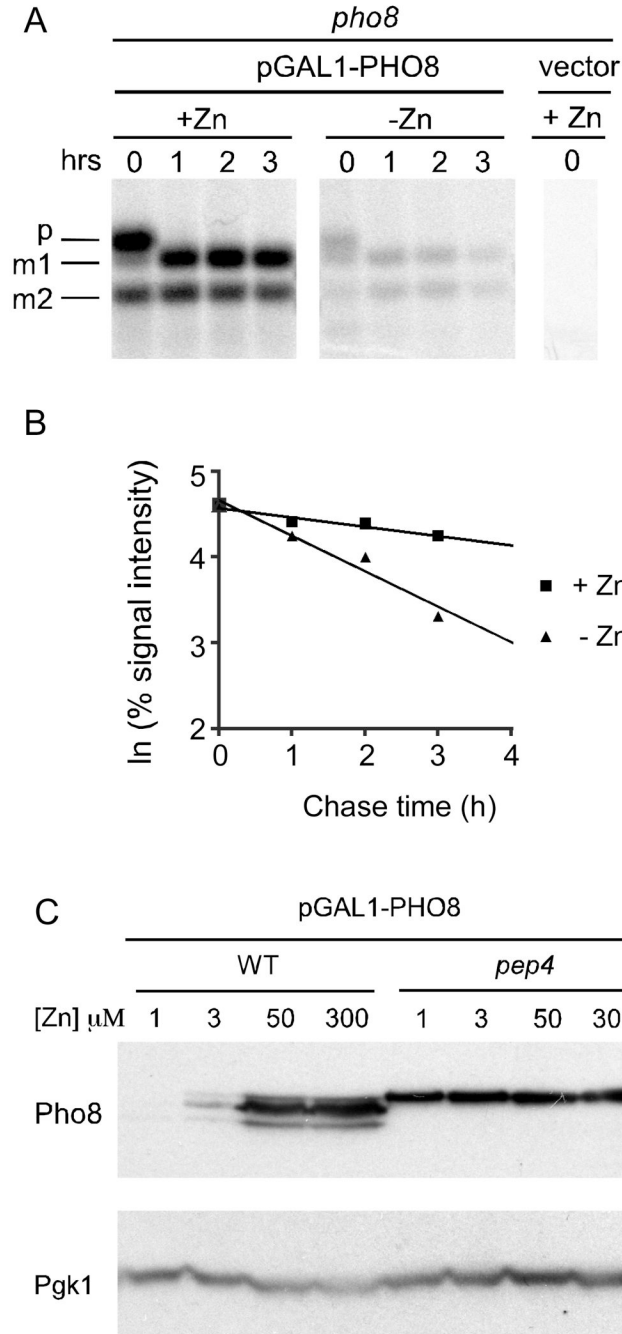 A
pho8
pGAL1-PHO8 vector
+Zn -Zn + Zn
hrs 0 1 2 3 0 1 2 3 0
p
m1
m2
B
5
4
3
2
0 1 2 3 4
ln (% signal intensity)
Chase time (h)
+ Zn
- Zn
C
pGAL1-PHO8
WT pep4
[Zn] μM 1 3 50 300 1 3 50 30
Pho8
Pgk1